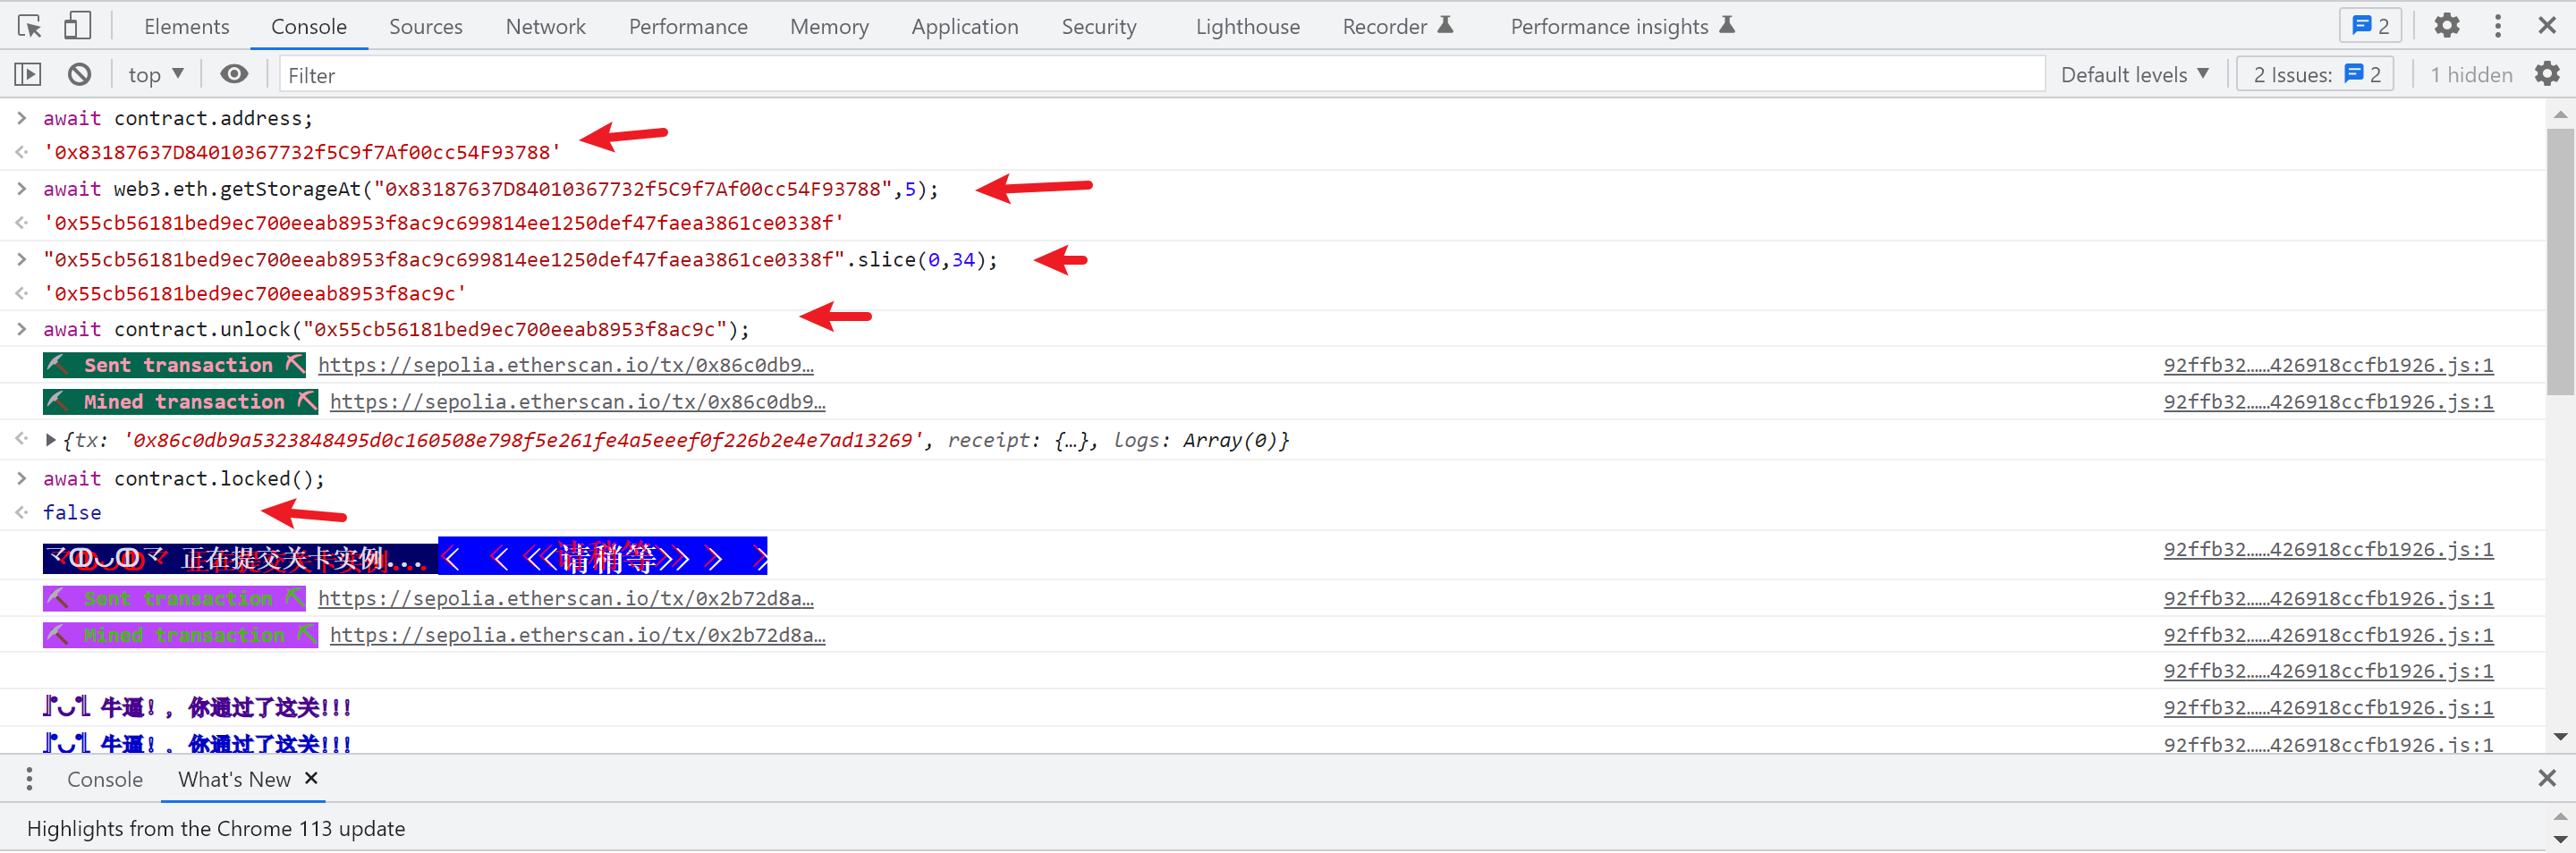 Elements Console Sources Network Performance Memory Application Security Lighthouse Recorder Performance insights 2
top Filter Default levels 2 Issues: 2 1 hidden
await contract.address;
'0x83187637D84010367732f5C9f7Af00cc54F93788'
await web3.eth.getStorageAt("0x83187637D84010367732f5C9f7Af00cc54F93788",5);
'0x55cb56181bed9ec700eeab8953f8ac9c699814ee1250def47faea3861ce0338f'
"0x55cb56181bed9ec700eeab8953f8ac9c699814ee1250def47faea3861ce0338f".slice(0,34);
'0x55cb56181bed9ec700eeab8953f8ac9c'
await contract.unlock("0x55cb56181bed9ec700eeab8953f8ac9c");
Sent transaction https://sepolia.etherscan.io/tx/0x86c0db9… 92ffb32……426918ccfb1926.js:1
Mined transaction https://sepolia.etherscan.io/tx/0x86c0db9… 92ffb32……426918ccfb1926.js:1
{tx: '0x86c0db9a5323848495d0c160508e798f5e261fe4a5eeef0f226b2e4e7ad13269', receipt: {…}, logs: Array(0)}
await contract.locked();
false
正在提交关卡实例... < < <<请稍等>> > > 92ffb32……426918ccfb1926.js:1
Sent transaction https://sepolia.etherscan.io/tx/0x2b72d8a… 92ffb32……426918ccfb1926.js:1
Mined transaction https://sepolia.etherscan.io/tx/0x2b72d8a… 92ffb32……426918ccfb1926.js:1
92ffb32……426918ccfb1926.js:1
牛逼!, 你通过了这关!!! 92ffb32……426918ccfb1926.js:1
牛逼!, 你通过了这关!!! 92ffb32……426918ccfb1926.js:1
Console What's New
Highlights from the Chrome 113 update